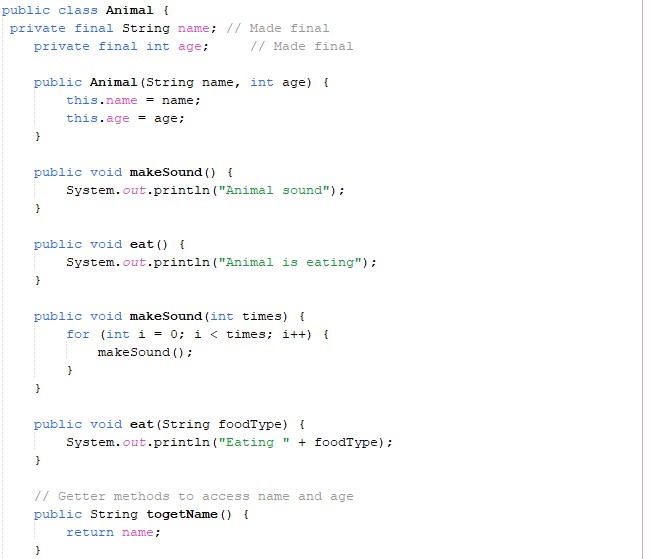 public class Animal {
private final String name; // Made final
private final int age; // Made final
public Animal(String name, int age) {
this.name = name;
this.age = age;
}
public void makeSound() {
System.out.println("Animal sound");
}
public void eat() {
System.out.println("Animal is eating");
}
public void makeSound(int times) {
for (int i = 0; i < times; i++) {
makeSound();
}
}
public void eat(String foodType) {
System.out.println("Eating " + foodType);
}
// Getter methods to access name and age
public String togetName() {
return name;
}